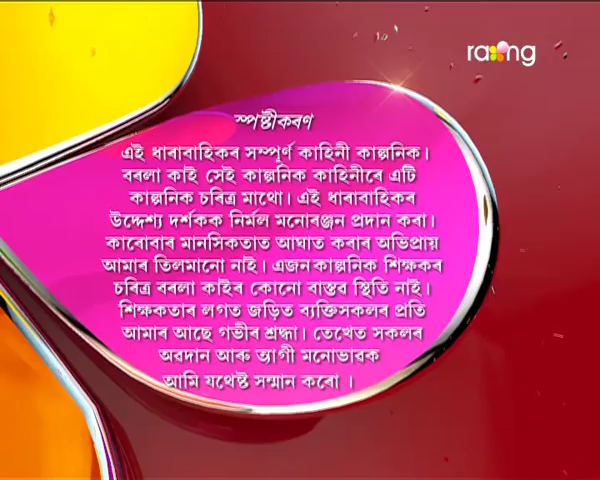 rang
স্পষ্টীকৰণ
এই ধাৰাবাহিকৰ সম্পূৰ্ণ কাহিনী কাল্পনিক।
বৰলা কাই সেই কাল্পনিক কাহিনীৰে এটি
কাল্পনিক চৰিত্ৰ মাথো। এই ধাৰাবাহিকৰ
উদ্দেশ্য দৰ্শকক নিৰ্মল মনোৰঞ্জন প্ৰদান কৰা।
কাৰোবাৰ মানসিকতাত আঘাত কৰাৰ অভিপ্ৰায়
আমাৰ তিলমানো নাই। এজন কাল্পনিক শিক্ষকৰ
চৰিত্ৰ বৰলা কাইৰ কোনো বাস্তৱ স্থিতি নাই।
শিক্ষকতাৰ লগত জড়িত ব্যক্তিসকলৰ প্ৰতি
আমাৰ আছে গভীৰ শ্ৰদ্ধা। তেখেত সকলৰ
অৱদান আৰু ত্যাগী মনোভাৱক
আমি যথেষ্ট সন্মান কৰো ।